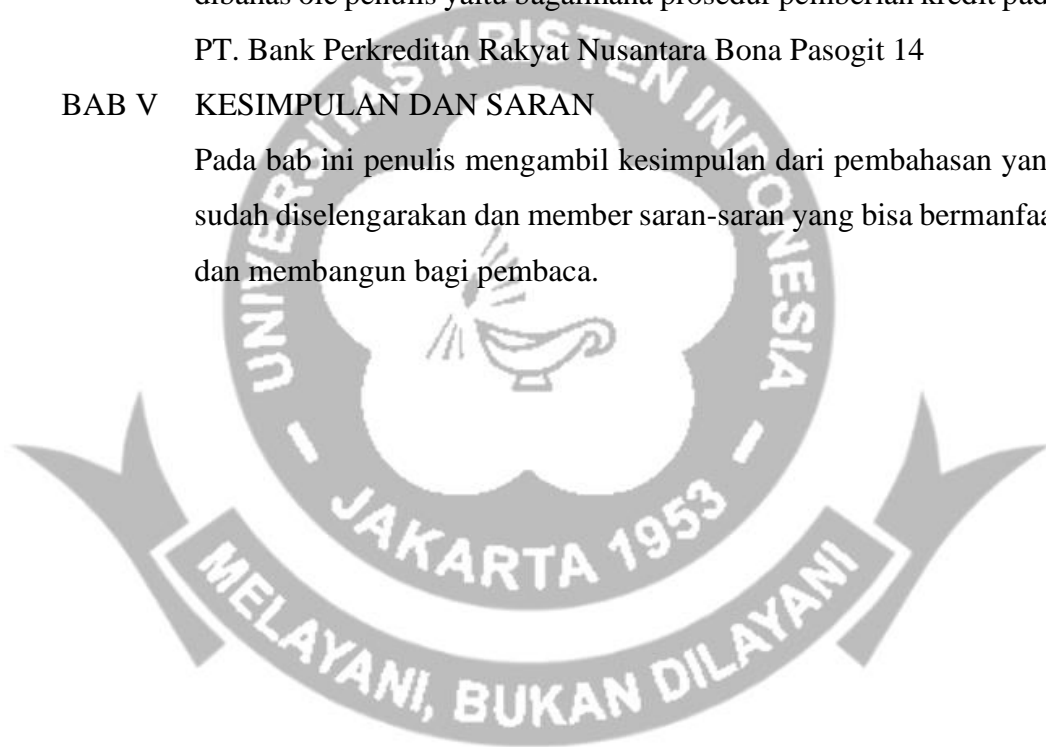 dibahas ole penulis yaitu bagaimana prosedur pemberian kredit pad
PT. Bank Perkreditan Rakyat Nusantara Bona Pasogit 14
BAB V KESIMPULAN DAN SARAN
Pada bab ini penulis mengambil kesimpulan dari pembahasan yan
sudah diselengarakan dan member saran-saran yang bisa bermanfaa
dan membangun bagi pembaca.
UNIVERSITAS KRISTEN INDONESIA
- JAKARTA 1953 -
MELAYANI, BUKAN DILAYANI